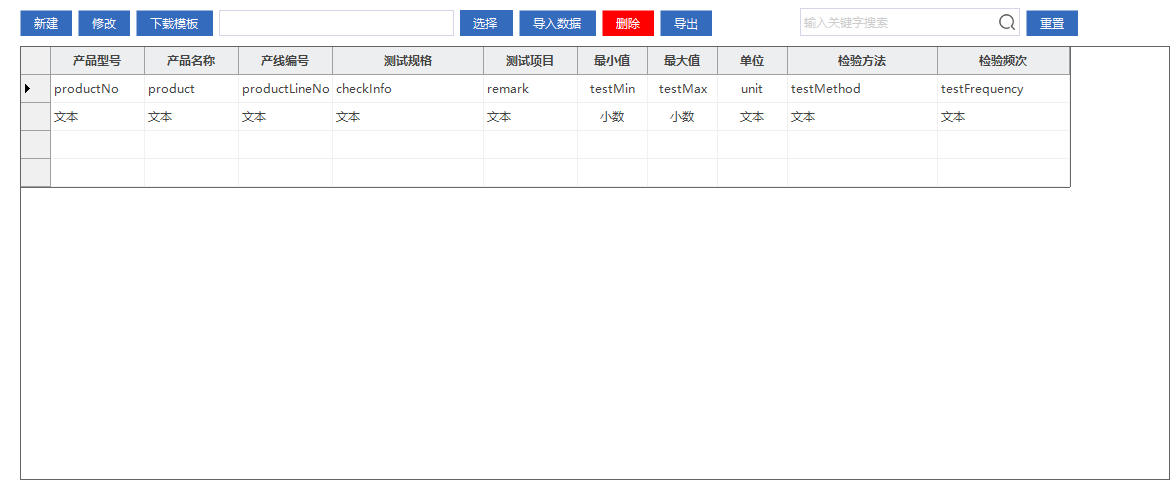 新建 修改 下载模板 选择 导入数据 删除 导出 输入关键字搜索 重置
产品型号 产品名称 产线编号 测试规格 测试项目 最小值 最大值 单位 检验方法 检验频次
productNo product productLineNo checkInfo remark testMin testMax unit testMethod testFrequency
文本 文本 文本 文本 文本 小数 小数 文本 文本 文本